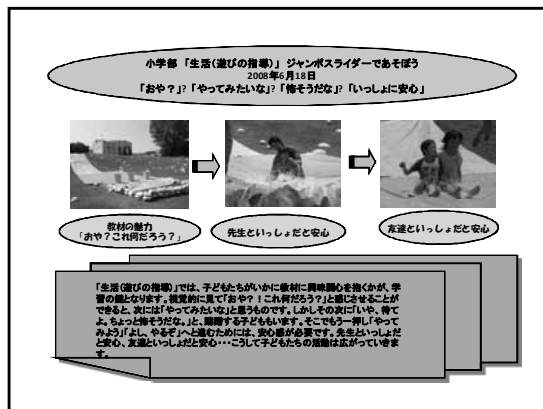 小学部 「生活(遊びの指導)」 ジャンボスライダーであそぼう
2008年6月18日
「おや?」?「やってみたいな」?「怖そうだな」?「いっしょに安心」
教材の魅力
「おや?これ何だろう?」
先生といっしょだと安心
友達といっしょだと安心
「生活(遊びの指導)」では、子どもたちがいかに教材に興味関心を抱くかが、学
習の鍵となります。視覚的に見て「おや?!これ何だろう?」と感じさせることが
できると、次には「やってみたいな」と思うものです。しかしその次に「いや、待て
よ。ちょっと怖そうだな。」と、躊躇する子どももいます。そこでもう一押し「やって
みよう」「よし、やるぞ」へと進むためには、安心感が必要です。先生といっしょだ
と安心、友達といっしょだと安心・・・こうして子どもたちの活動は広がっていきま
す。